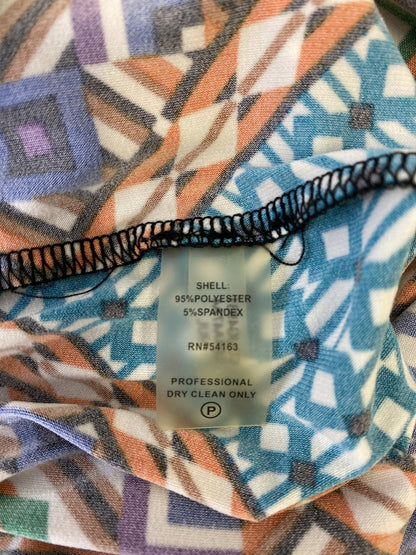 SHELL:
95%POLYESTER
5%SPANDEX
RN#54163
PROFESSIONAL
DRY CLEAN ONLY
P